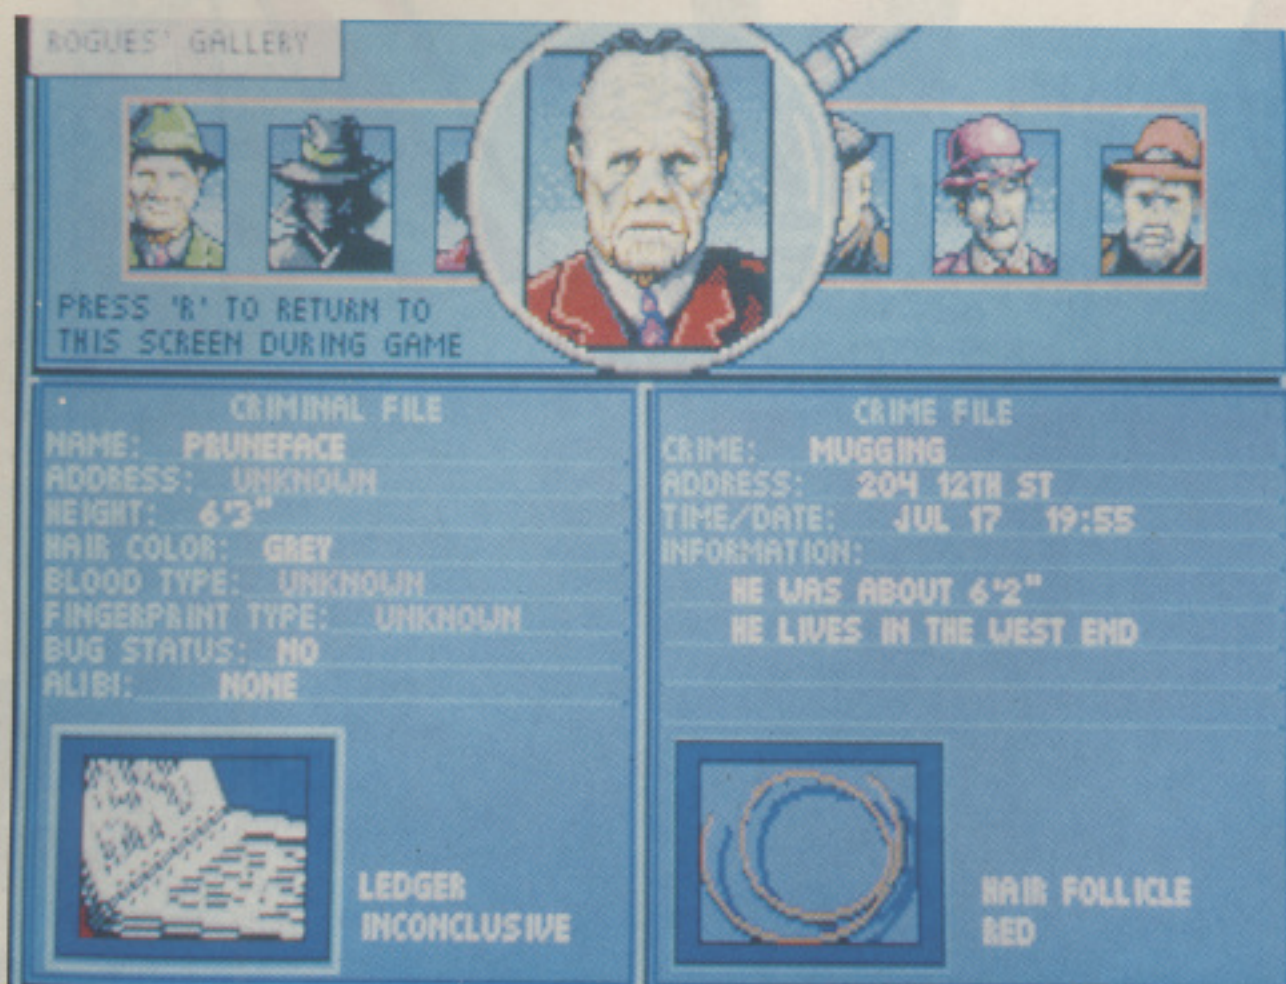 ROGUES' GALLERY
PRESS 'R' TO RETURN TO
THIS SCREEN DURING GAME
CRIMINAL FILE
NAME: PRUNEFACE
ADDRESS: UNKNOWN
HEIGHT: 6'3"
HAIR COLOR: GREY
BLOOD TYPE: UNKNOWN
FINGERPRINT TYPE: UNKNOWN
BUG STATUS: NO
ALIBI: NONE
LEDGER
INCONCLUSIVE
CRIME FILE
CRIME: MUGGING
ADDRESS: 204 12TH ST
TIME/DATE: JUL 17 19:55
INFORMATION:
HE WAS ABOUT 6'2"
HE LIVES IN THE WEST END
HAIR FOLLICLE
RED